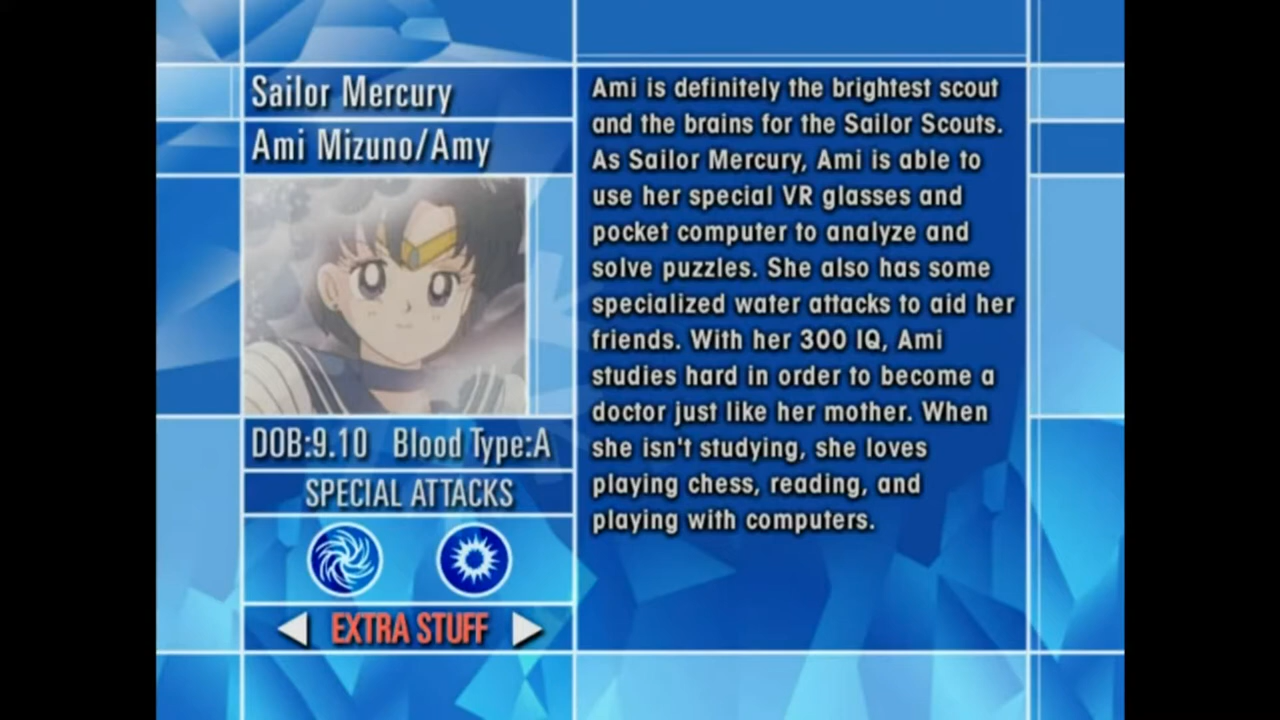 Sailor Mercury
Ami Mizuno/Amy
DOB:9.10 Blood Type:A
SPECIAL ATTACKS
EXTRA STUFF
Ami is definitely the brightest scout
and the brains for the Sailor Scouts.
As Sailor Mercury, Ami is able to
use her special VR glasses and
pocket computer to analyze and
solve puzzles. She also has some
specialized water attacks to aid her
friends. With her 300 IQ, Ami
studies hard in order to become a
doctor just like her mother. When
she isn't studying, she loves
playing chess, reading, and
playing with computers.